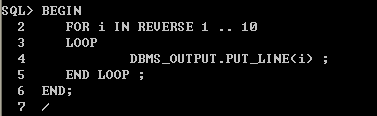 SQL> BEGIN
2 FOR i IN REVERSE 1 .. 10
3 LOOP
4 DBMS_OUTPUT.PUT_LINE(i) ;
5 END LOOP ;
6 END;
7 /